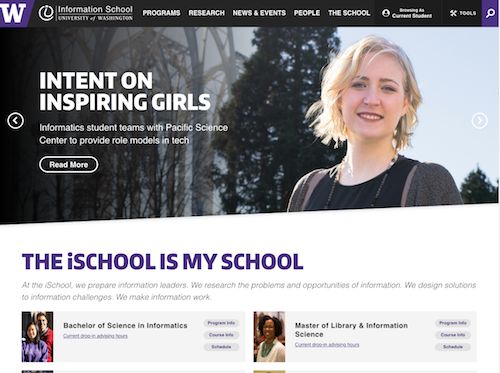 W
Information School
UNIVERSITY of WASHINGTON
PROGRAMS RESEARCH NEWS & EVENTS PEOPLE THE SCHOOL
Browsing As
Current Student
TOOLS
INTENT ON
INSPIRING GIRLS
Informatics student teams with Pacific Science
Center to provide role models in tech
Read More
THE iSCHOOL IS MY SCHOOL
At the iSchool, we prepare information leaders. We research the problems and opportunities of information. We design solutions
to information challenges. We make information work.
Bachelor of Science in Informatics
Current drop-in advising hours
Program Info
Course Info
Schedule
Master of Library & Information
Science
Current drop-in advising hours
Program Info
Course Info
Schedule